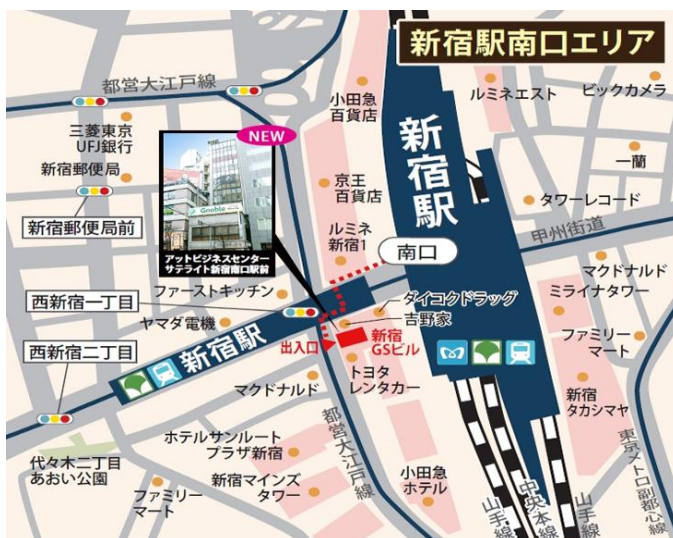 新宿駅南口エリア
都営大江戸線
小田急
百貨店
ルミネエスト
ビックカメラ
三菱東京
UFJ銀行
NEW
新宿駅
一蘭
新宿郵便局
Gnoble
京王
百貨店
タワーレコード
新宿郵便局前
ルミネ
新宿1
南口
甲州街道
アットビジネスセンター
サテライト新宿南口駅前
マクドナルド
ミライナタワー
西新宿一丁目
ファーストキッチン
ダイコクドラッグ
吉野家
ヤマダ電機
新宿駅
出入口
新宿
GSビル
ファミリー
マート
西新宿二丁目
マクドナルド
トヨタ
レンタカー
新宿
タカシマヤ
都営大江戸線
ホテルサンルート
プラザ新宿
代々木二丁目
あおい公園
新宿マインズ
タワー
小田急
ホテル
ファミリー
マート
山手線
中央本線
山手線
東京メトロ副都心線